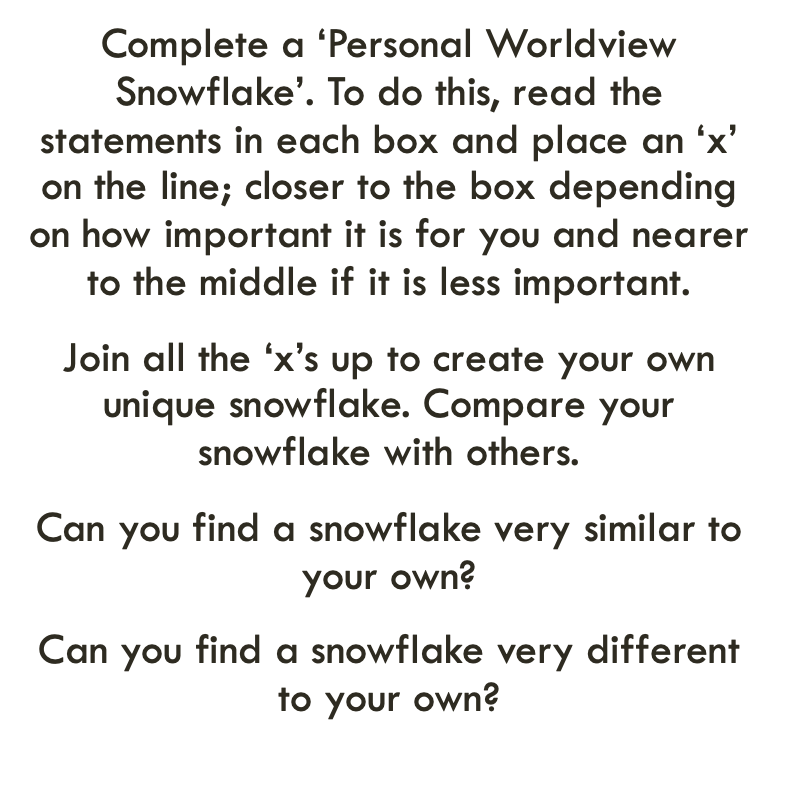 Complete a ‘Personal Worldview
Snowflake’. To do this, read the
statements in each box and place an ‘x’
on the line; closer to the box depending
on how important it is for you and nearer
to the middle if it is less important.
Join all the ‘x’s up to create your own
unique snowflake. Compare your
snowflake with others.
Can you find a snowflake very similar to
your own?
Can you find a snowflake very different
to your own?